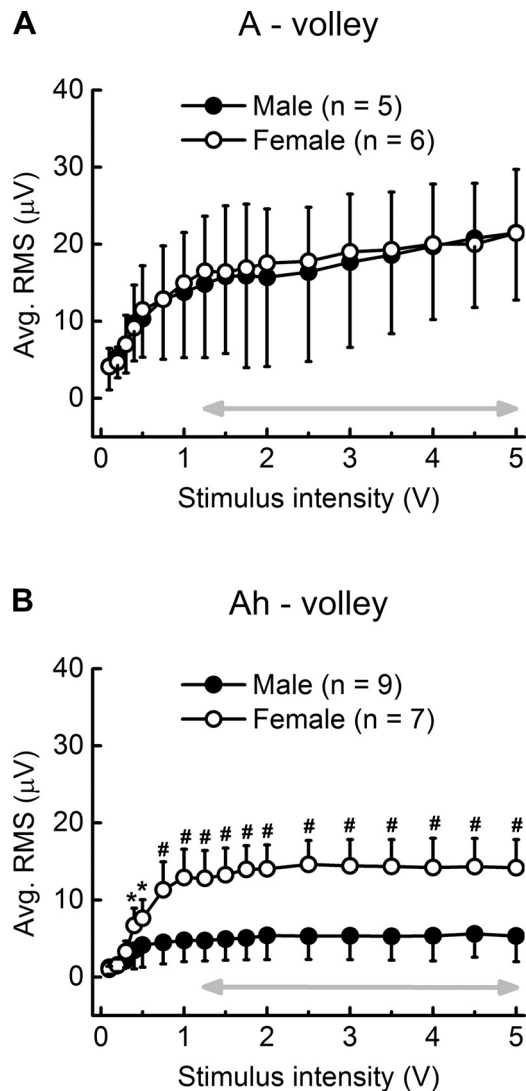 A
A - volley
40
30
20
10
0
Avg. RMS (μV)
Male (n = 5)
Female (n = 6)
0 1 2 3 4 5
Stimulus intensity (V)
B
Ah - volley
40
30
20
10
0
Avg. RMS (μV)
Male (n = 9)
Female (n = 7)
* * # # # # # # # # # # # #
0 1 2 3 4 5
Stimulus intensity (V)